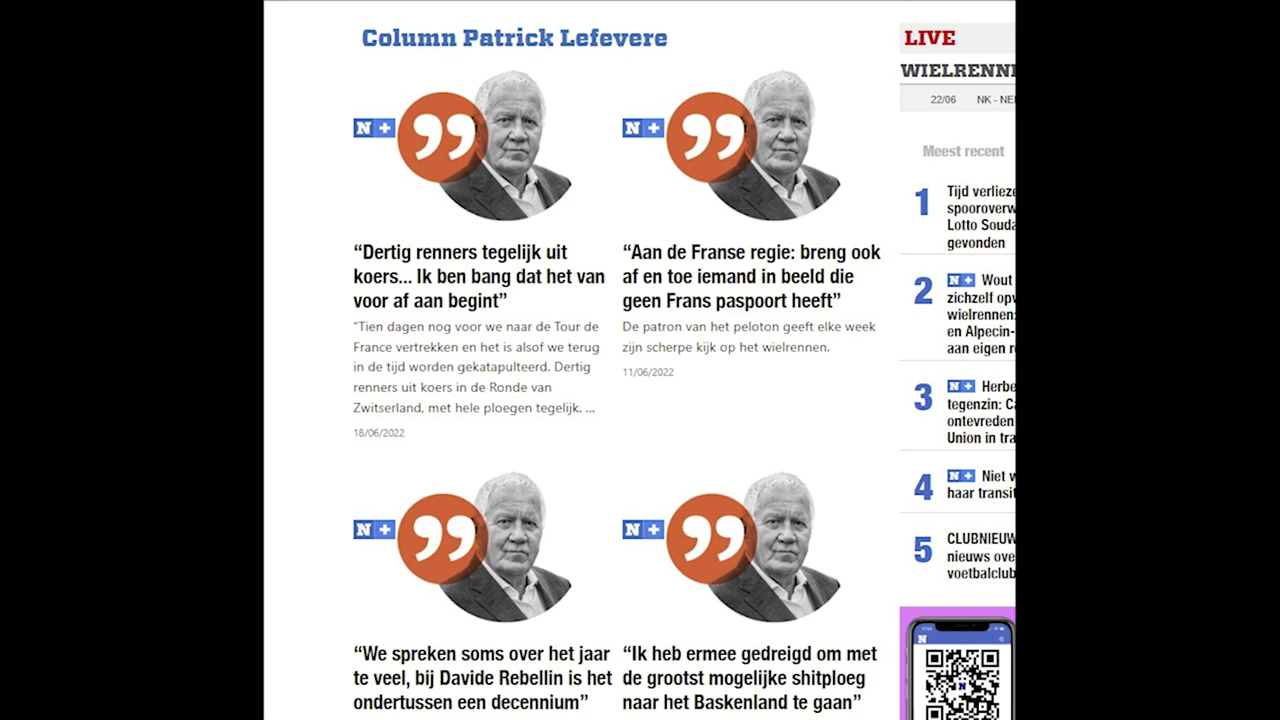 Column Patrick Lefevere
N+
“Dertig renners tegelijk uit
koers... Ik ben bang dat het van
voor af aan begint”
“Tien dagen nog voor we naar de Tour de
France vertrekken en het is alsof we terug
in de tijd worden gekatapulteerd. Dertig
renners uit koers in de Ronde van
Zwitserland, met hele ploegen tegelijk. ...
18/06/2022
N+
“Aan de Franse regie: breng ook
af en toe iemand in beeld die
geen Frans paspoort heeft”
De patron van het peloton geeft elke week
zijn scherpe kijk op het wielrennen.
11/06/2022
N+
“We spreken soms over het jaar
te veel, bij Davide Rebellin is het
ondertussen een decennium”
N+
“Ik heb ermee gedreigd om met
de grootst mogelijke shitploeg
naar het Baskenland te gaan”
LIVE
WIELRENNI
22/06 NK - NE
Meest recent
1
Tijd verlieze
spooroverw
Lotto Souda
gevonden
2
N+ Wout
zichzelf opv
wielrennen:
en Alpecin-
aan eigen r
3
N+ Herbe
tegenzin: C
ontevreden
Union in tra
4
N+ Niet v
haar transit
5
CLUBNIEUW
nieuws ove
voetbalclub
N